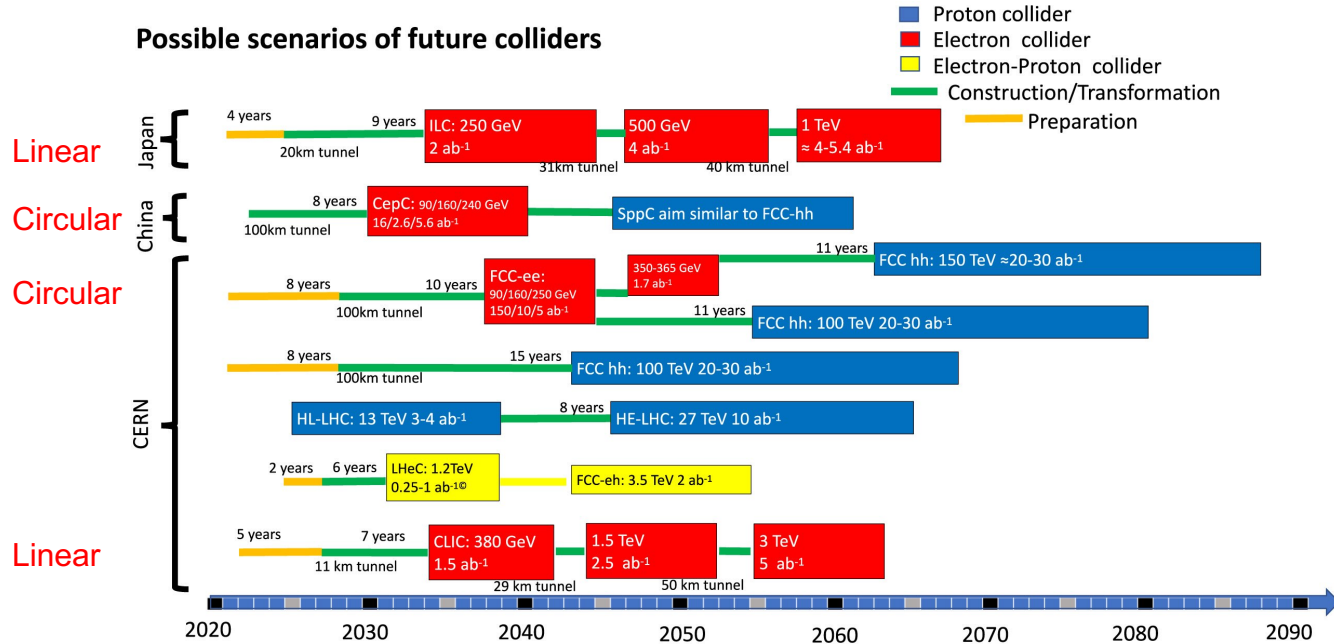 Possible scenarios of future colliders
Proton collider
Electron collider
Electron-Proton collider
Construction/Transformation
Preparation
Linear
Japan
4 years
9 years
20km tunnel
ILC: 250 GeV
2 ab-1
31km tunnel
500 GeV
4 ab-1
40 km tunnel
1 TeV
≈ 4-5.4 ab-1
Circular
China
8 years
100km tunnel
CepC: 90/160/240 GeV
16/2.6/5.6 ab-1
SppC aim similar to FCC-hh
Circular
CERN
8 years
100km tunnel
10 years
FCC-ee:
90/160/250 GeV
150/10/5 ab-1
350-365 GeV
1.7 ab-1
11 years
FCC hh: 150 TeV ≈20-30 ab-1
11 years
FCC hh: 100 TeV 20-30 ab-1
8 years
100km tunnel
15 years
FCC hh: 100 TeV 20-30 ab-1
HL-LHC: 13 TeV 3-4 ab-1
8 years
HE-LHC: 27 TeV 10 ab-1
2 years
6 years
LHeC: 1.2TeV
0.25-1 ab-1©
FCC-eh: 3.5 TeV 2 ab-1
Linear
5 years
7 years
11 km tunnel
CLIC: 380 GeV
1.5 ab-1
29 km tunnel
1.5 TeV
2.5 ab-1
50 km tunnel
3 TeV
5 ab-1
2020
2030
2040
2050
2060
2070
2080
2090